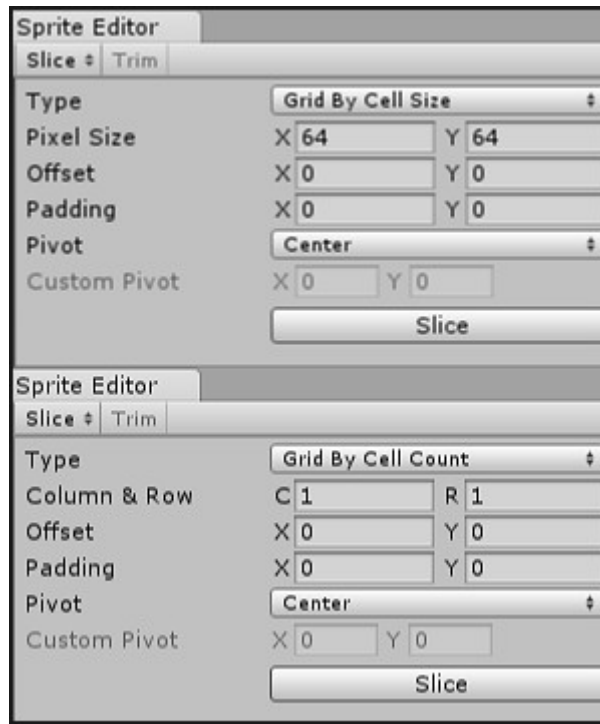 Sprite Editor
Slice Trim
Type Grid By Cell Size
Pixel Size X 64 Y 64
Offset X 0 Y 0
Padding X 0 Y 0
Pivot Center
Custom Pivot X 0 Y 0
Slice
Sprite Editor
Slice Trim
Type Grid By Cell Count
Column & Row C 1 R 1
Offset X 0 Y 0
Padding X 0 Y 0
Pivot Center
Custom Pivot X 0 Y 0
Slice